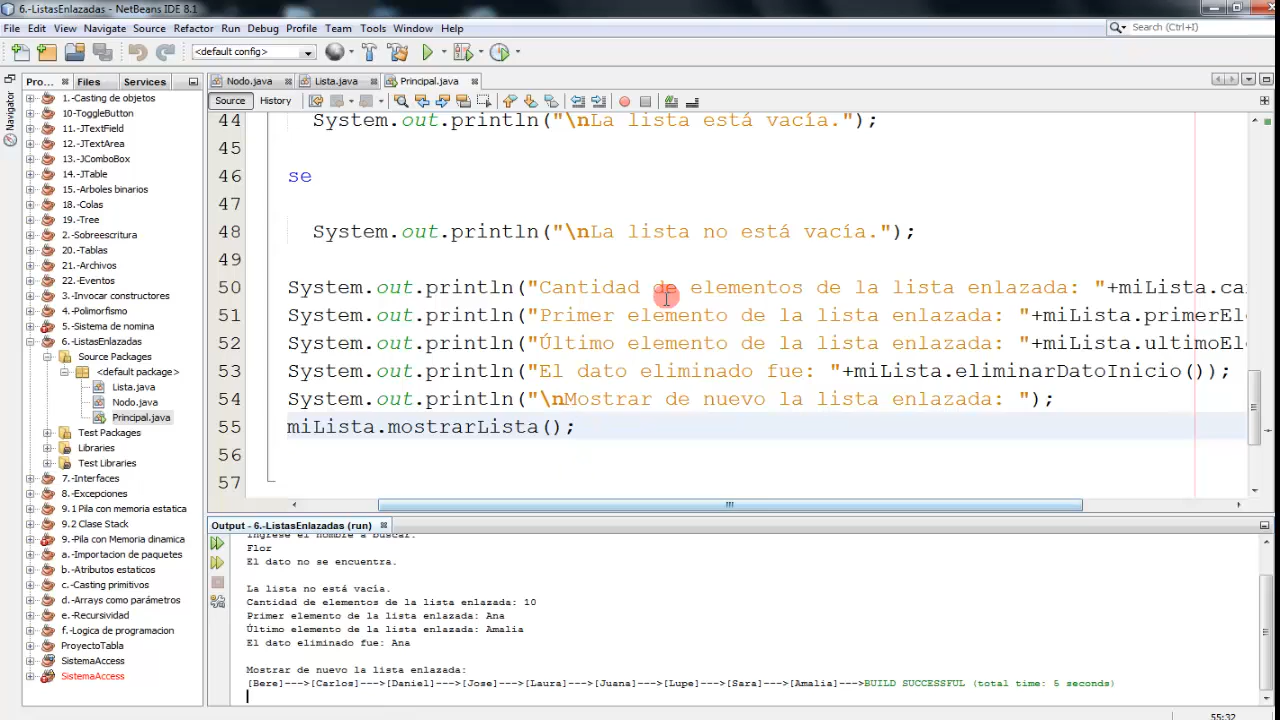 6.-ListasEnlazadas - NetBeans IDE 8.1
File Edit View Navigate Source Refactor Run Debug Profile Team Tools Window Help
Search (Ctrl+I)
<default config>
Pro... Files Services
Nodo.java Lista.java Principal.java
Source History
Navigator
1.-Casting de objetos
10-ToggleButton
11.-JTextField
12.-JTextArea
13.-JComboBox
14.-JTable
15.-Arboles binarios
18.-Colas
19.-Tree
2.-Sobreescritura
20.-Tablas
21.-Archivos
22.-Eventos
3.-Invocar constructores
4.-Polimorfismo
5.-Sistema de nomina
6.-ListasEnlazadas
Source Packages
<default package>
Lista.java
Nodo.java
Principal.java
Test Packages
Libraries
Test Libraries
7.-Interfaces
8.-Excepciones
9.1 Pila con memoria estatica
9.2 Clase Stack
9.-Pila con Memoria dinamica
a.-Importacion de paquetes
b.-Atributos estaticos
c.-Casting primitivos
d.-Arrays como parámetros
e.-Recursividad
f.-Logica de programacion
ProyectoTabla
SistemaAccess
SistemaAccess
44 System.out.println("\nLa lista está vacía.");
45
46 se
47
48 System.out.println("\nLa lista no está vacía.");
49
50 System.out.println("Cantidad de elementos de la lista enlazada: "+miLista.ca
51 System.out.println("Primer elemento de la lista enlazada: "+miLista.primerEl
52 System.out.println("Último elemento de la lista enlazada: "+miLista.ultimoEl
53 System.out.println("El dato eliminado fue: "+miLista.eliminarDatoInicio());
54 System.out.println("\nMostrar de nuevo la lista enlazada: ");
55 miLista.mostrarLista();
56
57
Output - 6.-ListasEnlazadas (run)
Ingrese el nombre a buscar.
Flor
El dato no se encuentra.
La lista no está vacía.
Cantidad de elementos de la lista enlazada: 10
Primer elemento de la lista enlazada: Ana
Último elemento de la lista enlazada: Amalia
El dato eliminado fue: Ana
Mostrar de nuevo la lista enlazada:
[Bere]--->[Carlos]--->[Daniel]--->[Jose]--->[Laura]--->[Juana]--->[Lupe]--->[Sara]--->[Amalia]--->BUILD SUCCESSFUL (total time: 5 seconds)
55:32